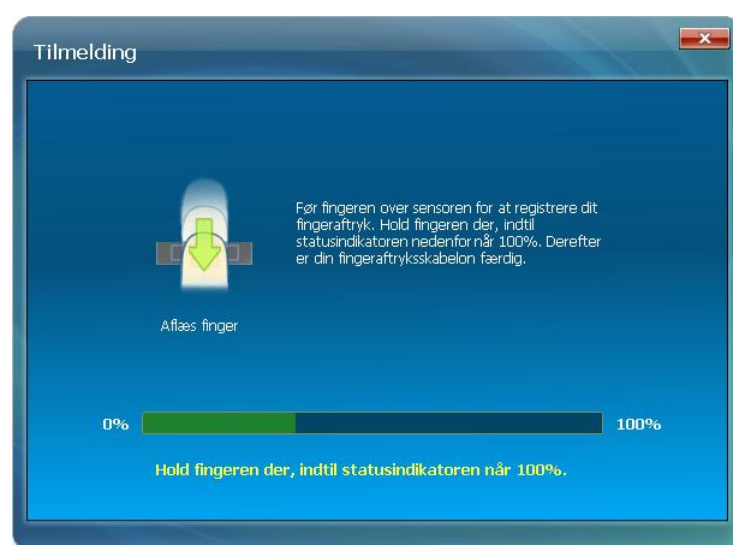 Tilmelding
Før fingeren over sensoren for at registrere dit
fingeraftryk. Hold fingeren der, indtil
statusindikatoren nedenfor når 100%. Derefter
er din fingeraftryksskabelon færdig.
Aflæs finger
0% 100%
Hold fingeren der, indtil statusindikatoren når 100%.